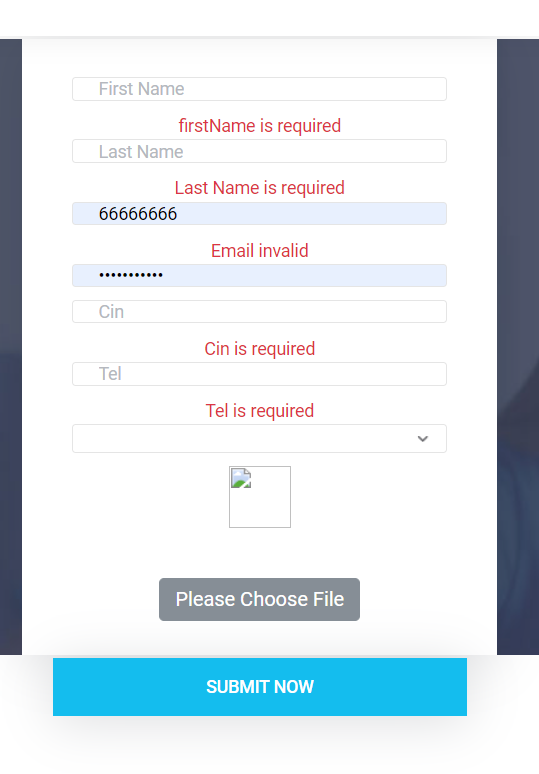 First Name
firstName is required
Last Name
Last Name is required
66666666
Email invalid
•••••••••••
Cin
Cin is required
Tel
Tel is required
Please Choose File
SUBMIT NOW